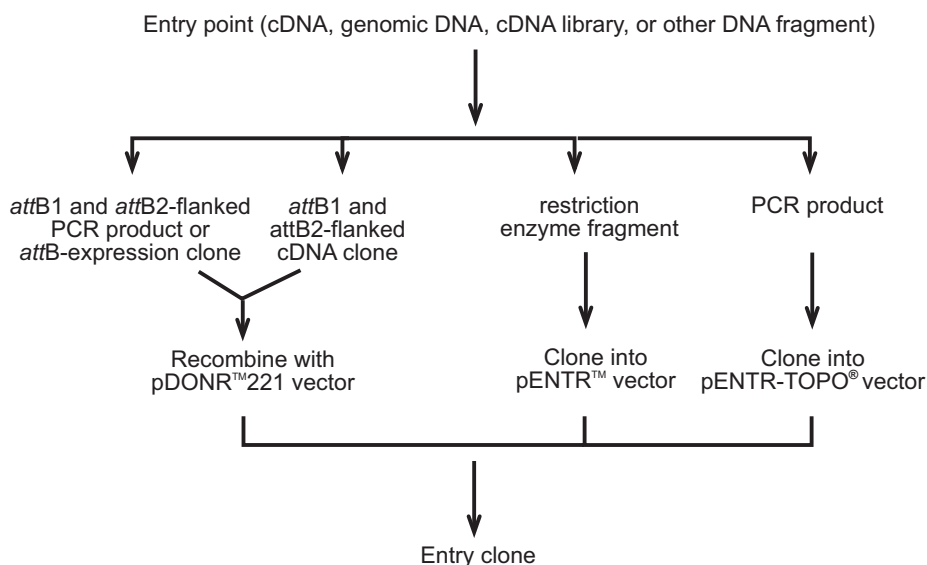 Entry point (cDNA, genomic DNA, cDNA library, or other DNA fragment)
attB1 and attB2-flanked
PCR product or
attB-expression clone
attB1 and
attB2-flanked
cDNA clone
restriction
enzyme fragment
PCR product
Recombine with
pDONR™221 vector
Clone into
pENTR™ vector
Clone into
pENTR-TOPO® vector
Entry clone